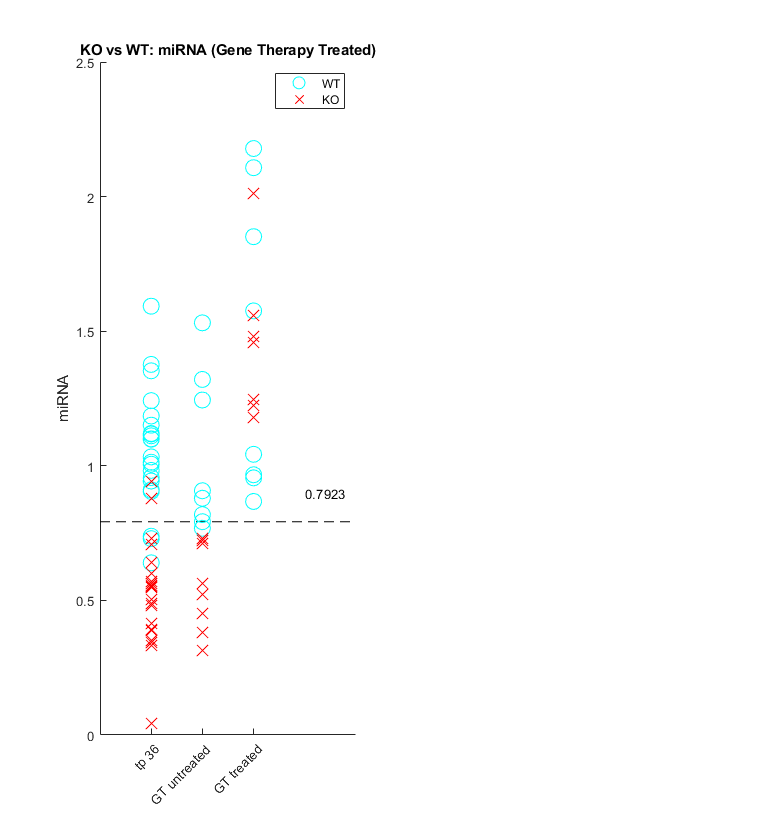 KO vs WT: miRNA (Gene Therapy Treated)
2.5
WT
KO
2
1.5
miRNA
1
0.7923
0.5
0
tp 36
GT untreated
GT treated